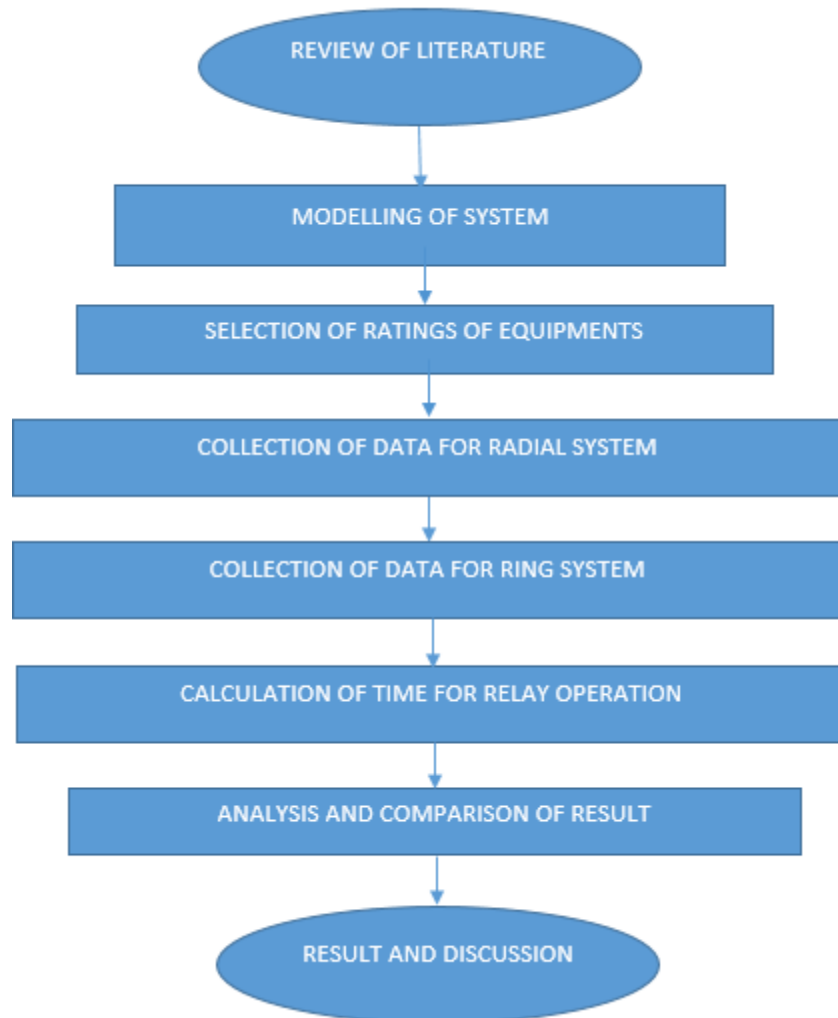 REVIEW OF LITERATURE
MODELLING OF SYSTEM
SELECTION OF RATINGS OF EQUIPMENTS
COLLECTION OF DATA FOR RADIAL SYSTEM
COLLECTION OF DATA FOR RING SYSTEM
CALCULATION OF TIME FOR RELAY OPERATION
ANALYSIS AND COMPARISON OF RESULT
RESULT AND DISCUSSION